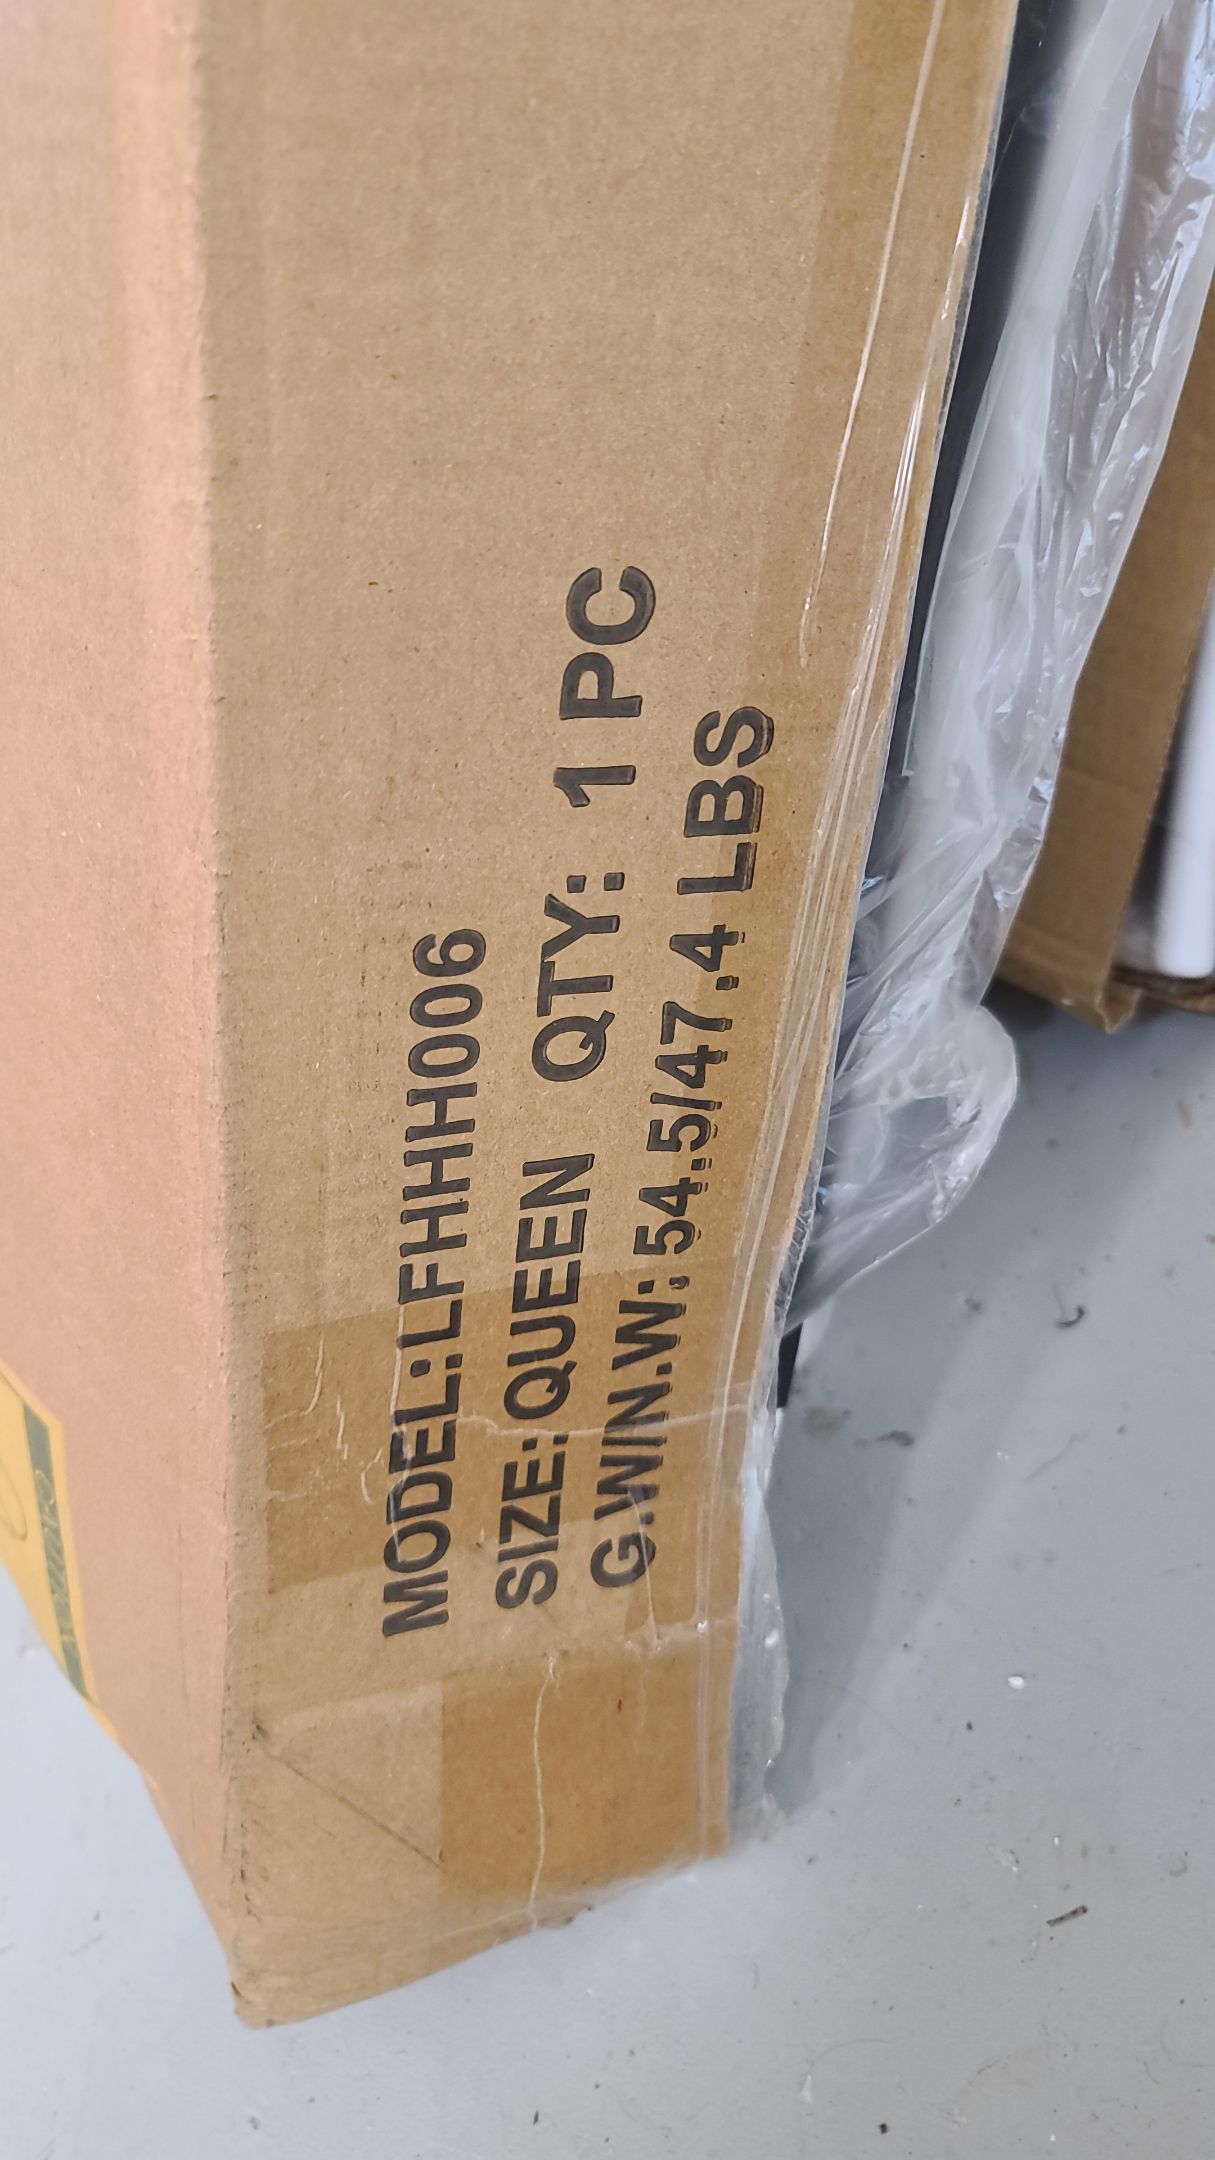 MODEL:LFHHH006
SIZE:QUEEN QTY: 1 PC
G.W/N.W: 54.5/47.4 LBS